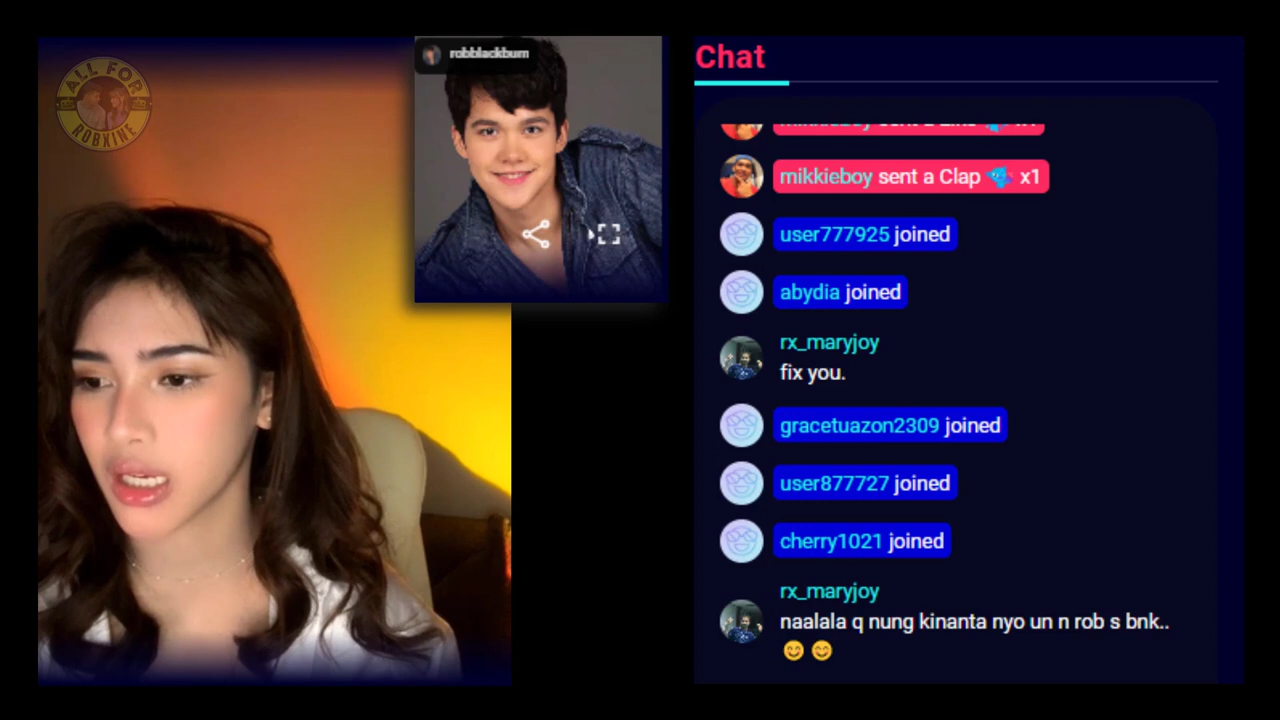 ALL FOR
ROBXINE
robblackburn
Chat
mikkieboy sent a Clap x1
user777925 joined
abydia joined
rx_maryjoy
fix you.
gracetuazon2309 joined
user877727 joined
cherry1021 joined
rx_maryjoy
naalala q nung kinanta nyo un n rob s bnk..
😊 😊